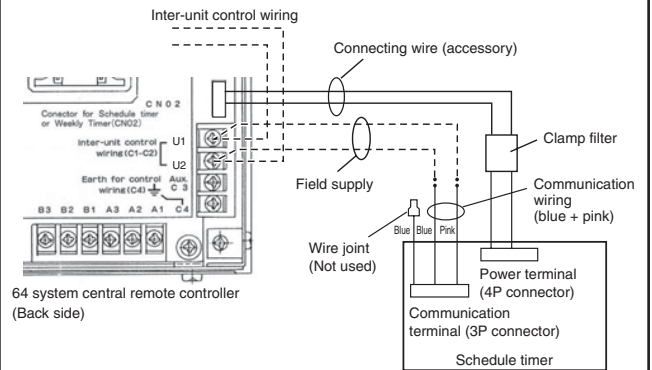 Inter-unit control wiring
Connecting wire (accessory)
CN02
Conector for Schedule timer
or Weekly Timer(CN02)
Inter-unit control
wiring(C1-C2)
U1
U2
Earth for control
wiring(C4)
Aux.
C3
C4
B3 B2 B1 A3 A2 A1
Field supply
Clamp filter
Communication
wiring
(blue + pink)
Blue Blue Pink
Wire joint
(Not used)
Power terminal
(4P connector)
Communication
terminal (3P connector)
Schedule timer
64 system central remote controller
(Back side)